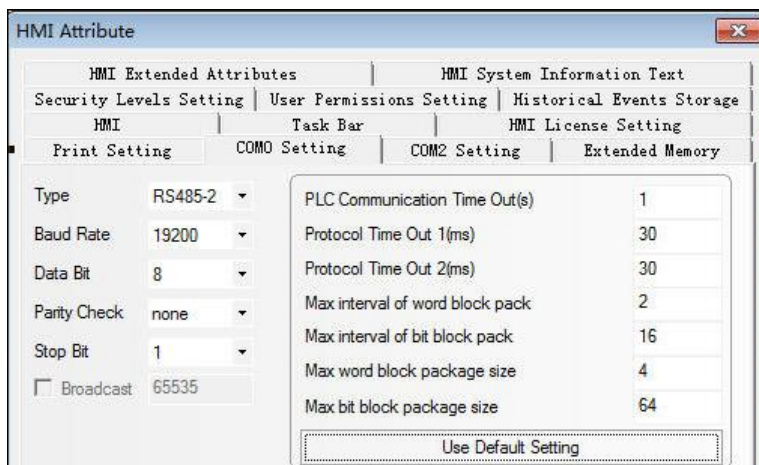 HMI Attribute
HMI Extended Attributes HMI System Information Text
Security Levels Setting User Permissions Setting Historical Events Storage
HMI Task Bar HMI License Setting
Print Setting COM0 Setting COM2 Setting Extended Memory
Type RS485-2
Baud Rate 19200
Data Bit 8
Parity Check none
Stop Bit 1
Broadcast 65535
PLC Communication Time Out(s) 1
Protocol Time Out 1(ms) 30
Protocol Time Out 2(ms) 30
Max interval of word block pack 2
Max interval of bit block pack 16
Max word block package size 4
Max bit block package size 64
Use Default Setting